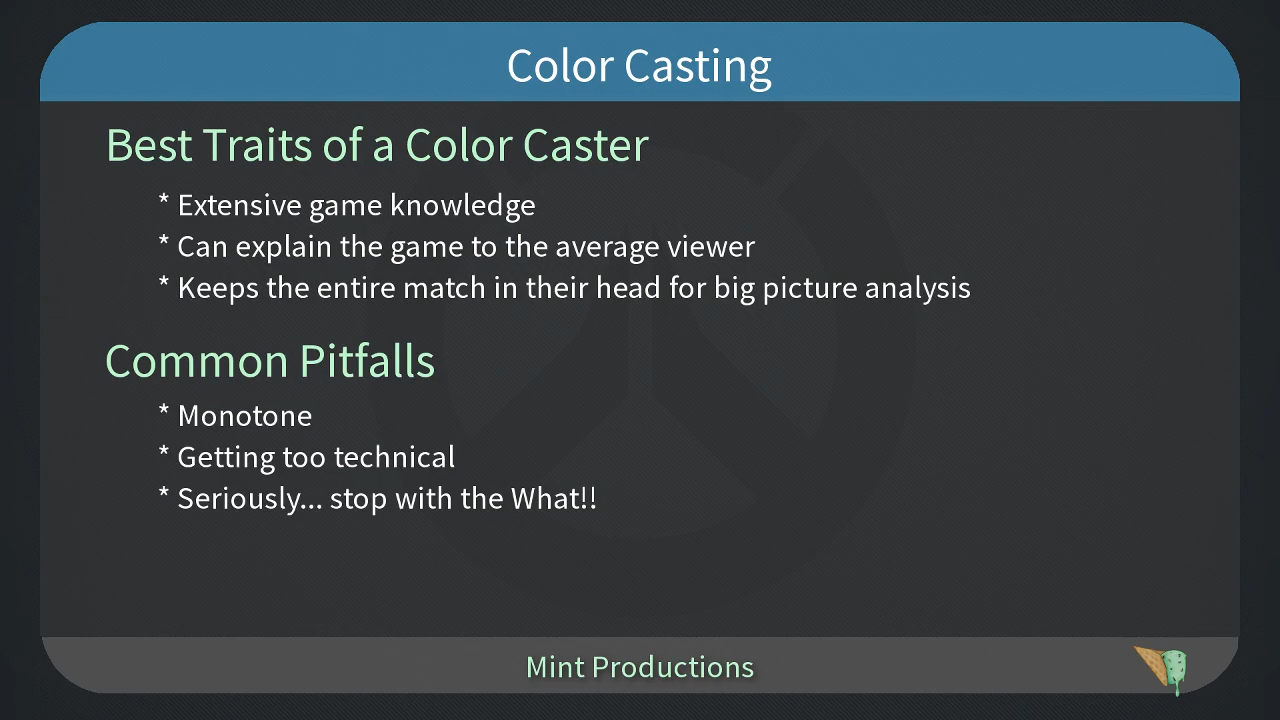 Color Casting
Best Traits of a Color Caster
* Extensive game knowledge
* Can explain the game to the average viewer
* Keeps the entire match in their head for big picture analysis
Common Pitfalls
* Monotone
* Getting too technical
* Seriously... stop with the What!!
Mint Productions